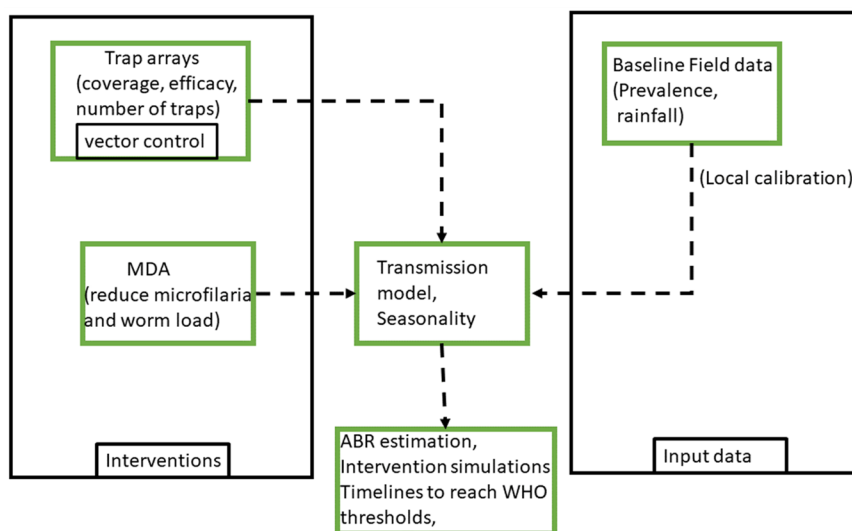 Trap arrays
(coverage, efficacy,
number of traps)
vector control
MDA
(reduce microfilaria
and worm load)
Interventions
Transmission
model,
Seasonality
ABR estimation,
Intervention simulations
Timelines to reach WHO
thresholds,
Baseline Field data
(Prevalence,
rainfall)
(Local calibration)
Input data